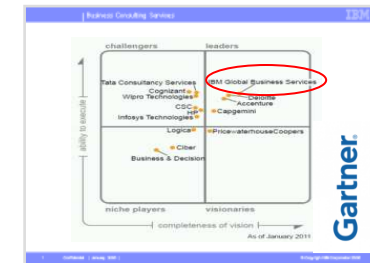 Business Consulting Services
IBM
challengers
leaders
Tata Consultancy Services
IBM Global Business Services
Cognizant
Deloitte
Wipro Technologies
Accenture
CSC
HP
Capgemini
Infosys Technologies
Logica
PricewaterhouseCoopers
Ciber
Business & Decision
ability to execute
niche players
visionaries
completeness of vision
As of January 2011
Gartner.